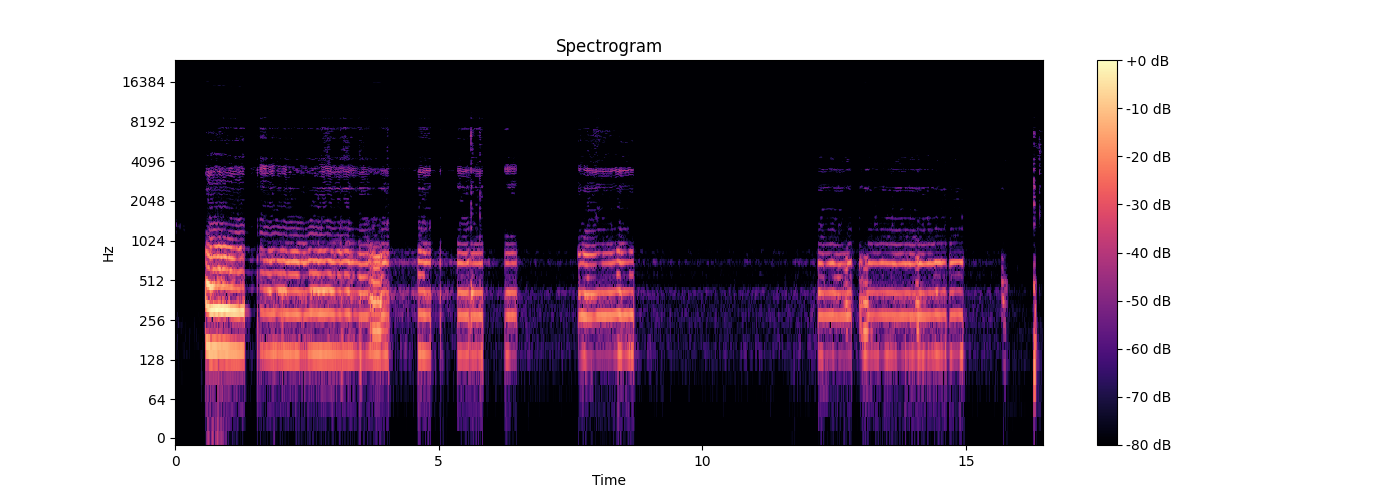 Spectrogram
Hz
16384
8192
4096
2048
1024
512
256
128
64
0
0
5
10
15
Time
+0 dB
-10 dB
-20 dB
-30 dB
-40 dB
-50 dB
-60 dB
-70 dB
-80 dB